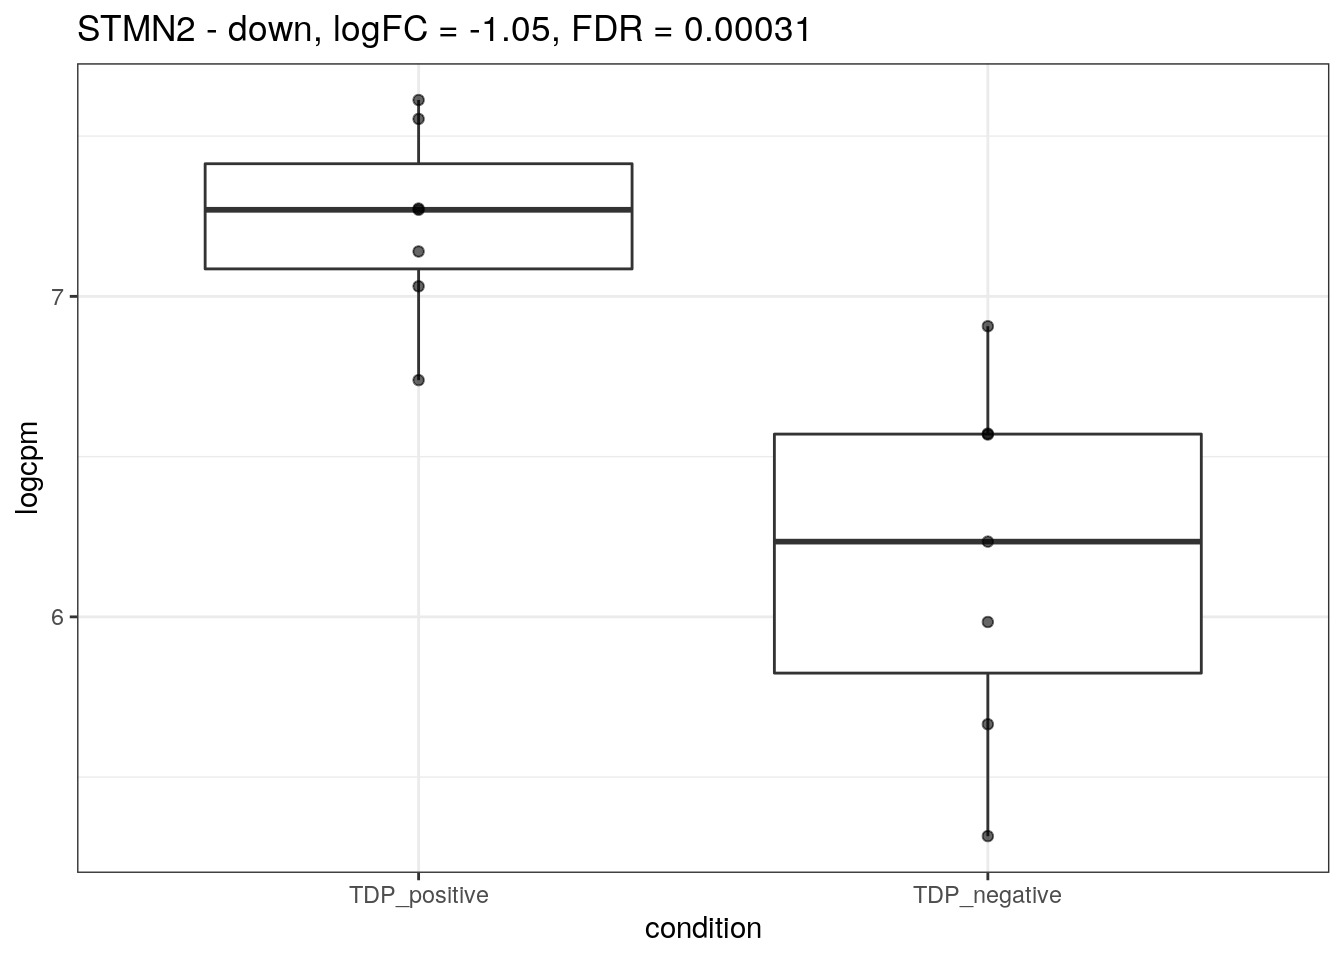 STMN2 - down, logFC = -1.05, FDR = 0.00031
7
6
logcpm
TDP_positive
TDP_negative
condition